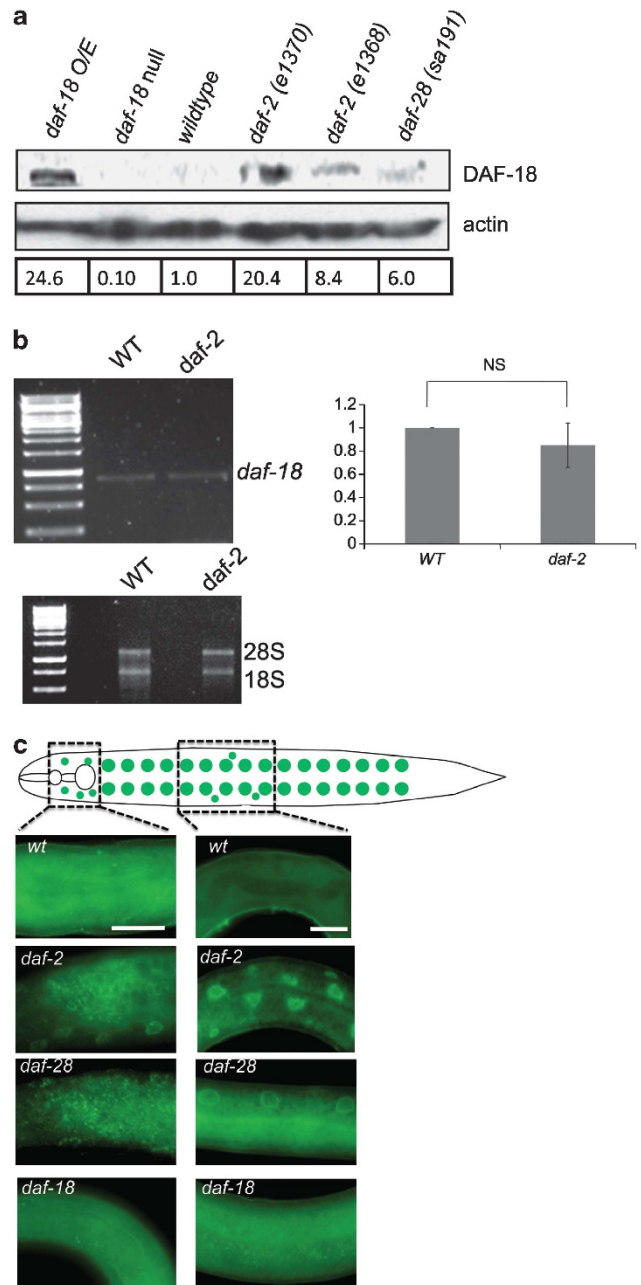 a
daf-18 O/E
daf-18 null
wildtype
daf-2 (e1370)
daf-2 (e1368)
daf-28 (sa191)
DAF-18
actin
24.6 0.10 1.0 20.4 8.4 6.0
b
WT daf-2
daf-18
WT daf-2
28S
18S
NS
1.2
1
0.8
0.6
0.4
0.2
0
WT daf-2
c
wt wt
daf-2 daf-2
daf-28 daf-28
daf-18 daf-18